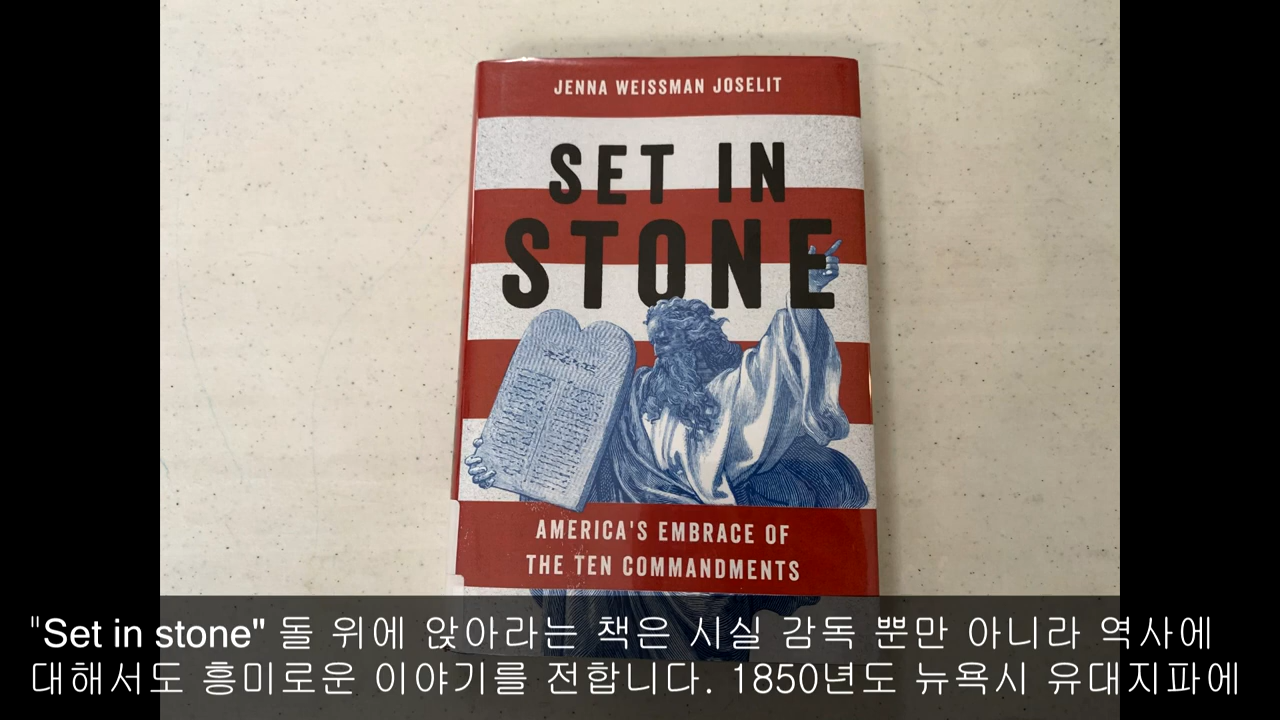 JENNA WEISSMAN JOSELIT
SET IN
STONE
AMERICA'S EMBRACE OF
THE TEN COMMANDMENTS
"Set in stone" 돌 위에 앉아라는 책은 시실 감독 뿐만 아니라 역사에
대해서도 흥미로운 이야기를 전합니다. 1850년도 뉴욕시 유대지파에